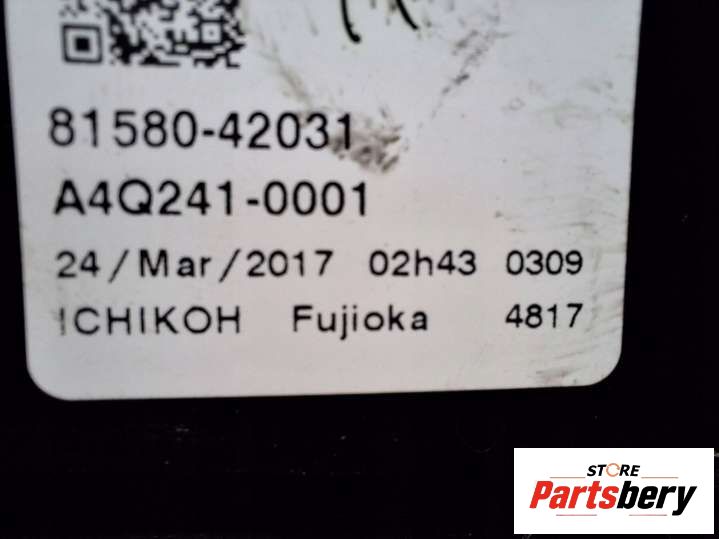 81580-42031
A4Q241-0001
24/Mar/2017 02h43 0309
ICHIKOH Fujioka 4817
STORE
Partsbery